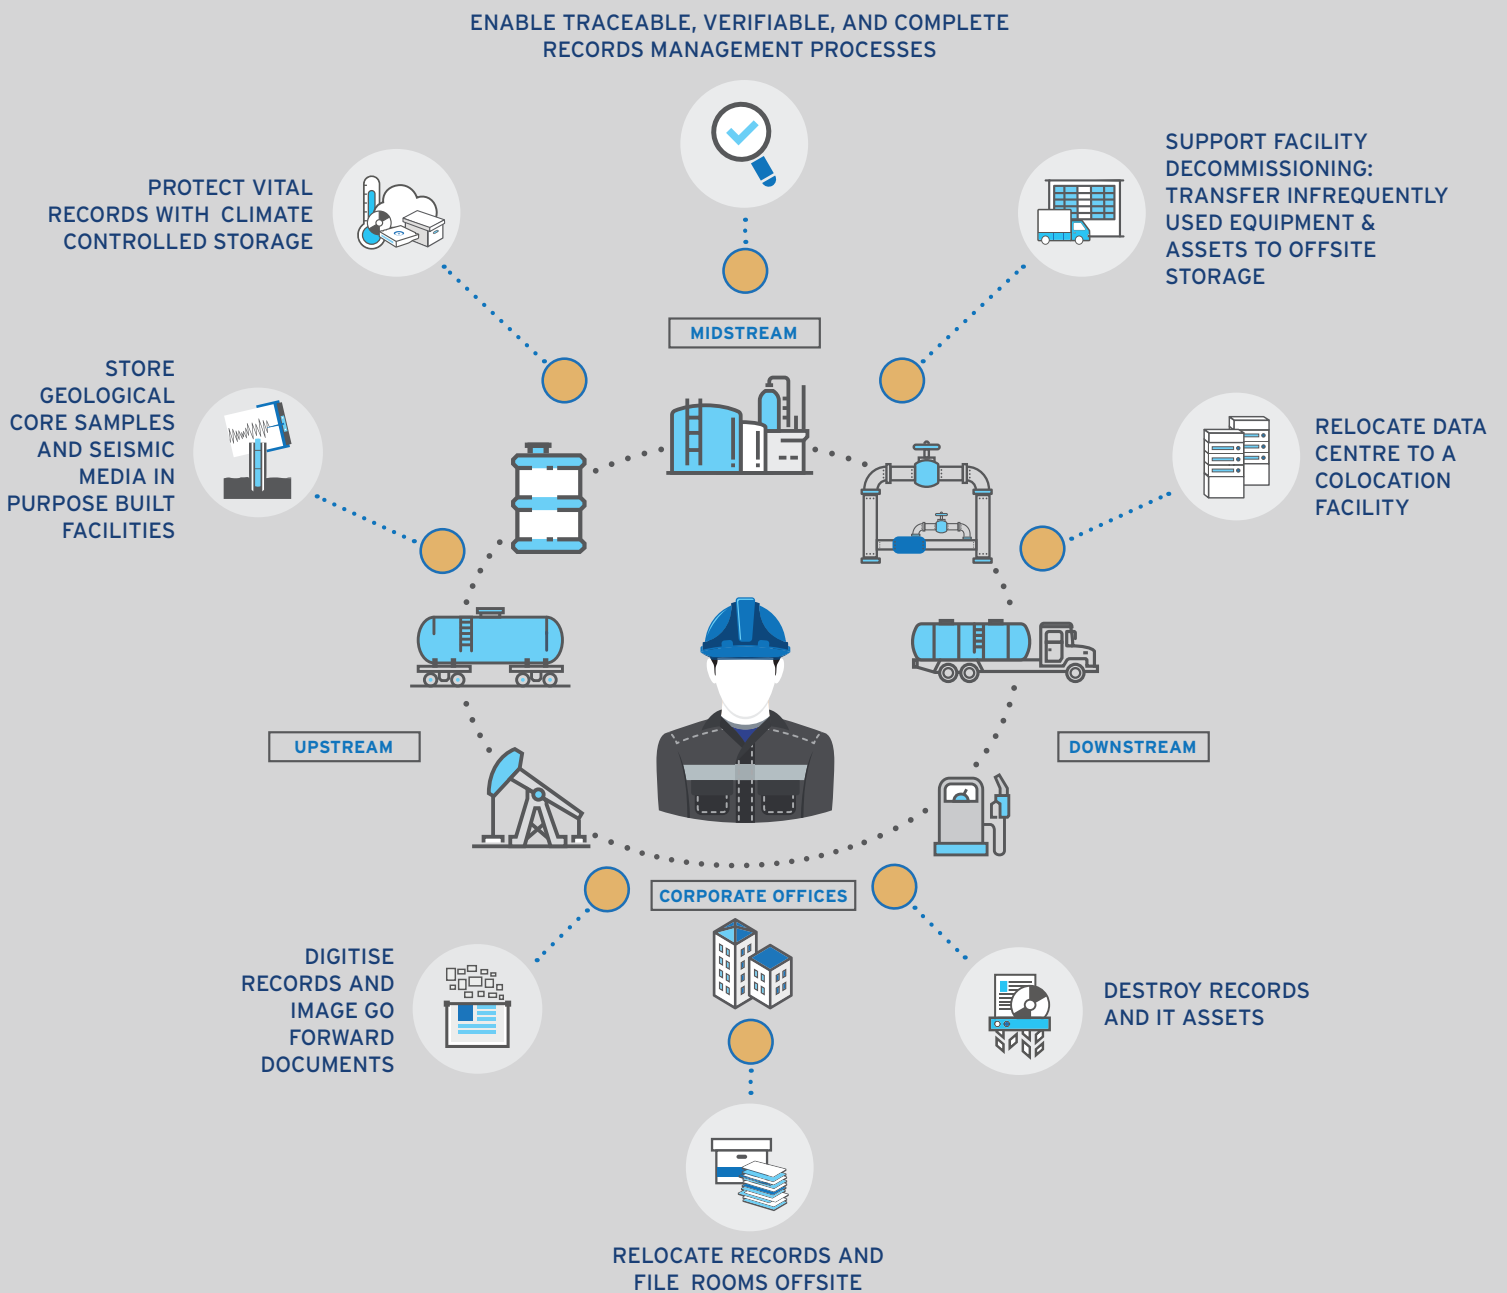 ENABLE TRACEABLE, VERIFIABLE, AND COMPLETE
RECORDS MANAGEMENT PROCESSES
PROTECT VITAL
RECORDS WITH CLIMATE
CONTROLLED STORAGE
SUPPORT FACILITY
DECOMMISSIONING:
TRANSFER INFREQUENTLY
USED EQUIPMENT &
ASSETS TO OFFSITE
STORAGE
MIDSTREAM
STORE
GEOLOGICAL
CORE SAMPLES
AND SEISMIC
MEDIA IN
PURPOSE BUILT
FACILITIES
RELOCATE DATA
CENTRE TO A
COLOCATION
FACILITY
UPSTREAM
DOWNSTREAM
CORPORATE OFFICES
DIGITISE
RECORDS AND
IMAGE GO
FORWARD
DOCUMENTS
DESTROY RECORDS
AND IT ASSETS
RELOCATE RECORDS AND
FILE ROOMS OFFSITE